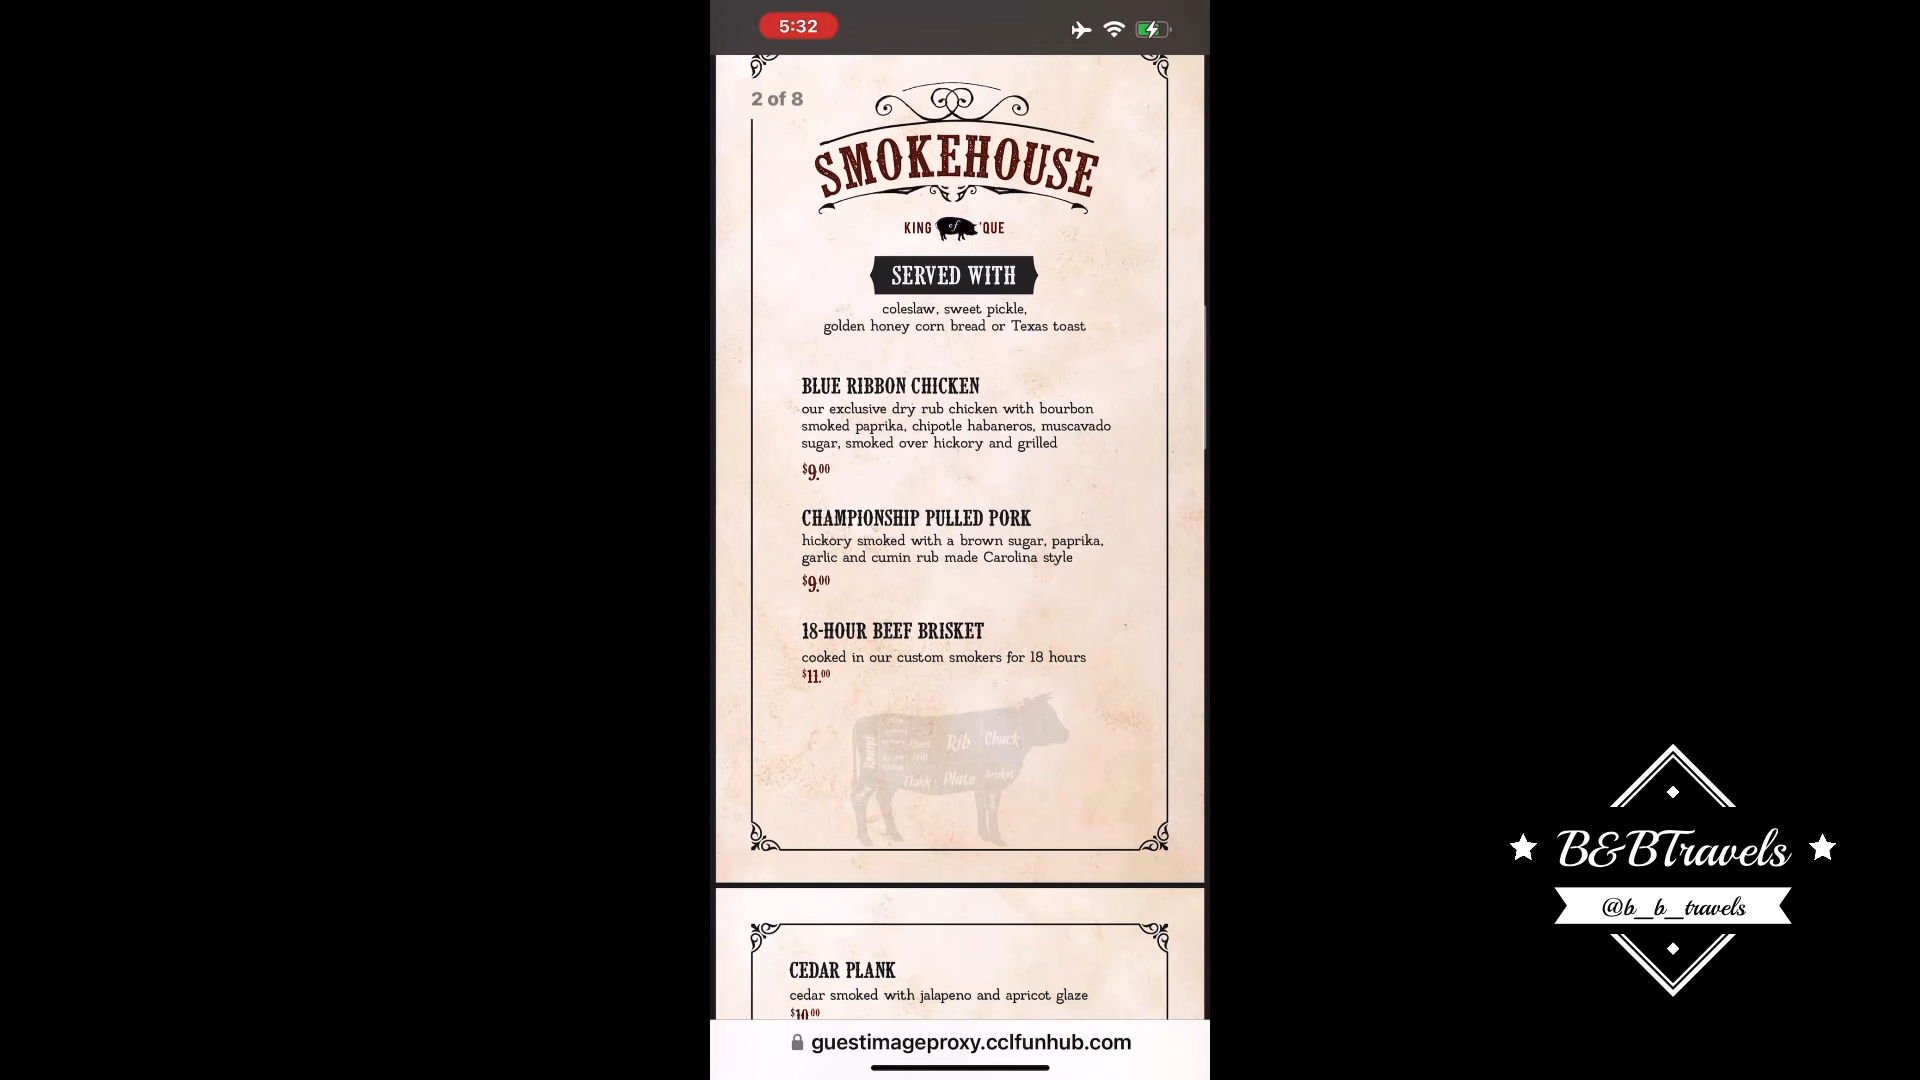 5:32
2 of 8
SMOKEHOUSE
KING of 'QUE
SERVED WITH
coleslaw, sweet pickle,
golden honey corn bread or Texas toast
BLUE RIBBON CHICKEN
our exclusive dry rub chicken with bourbon
smoked paprika, chipotle habaneros, muscavado
sugar, smoked over hickory and grilled
$9.00
CHAMPIONSHIP PULLED PORK
hickory smoked with a brown sugar, paprika,
garlic and cumin rub made Carolina style
$9.00
18-HOUR BEEF BRISKET
cooked in our custom smokers for 18 hours
$11.00
Round
Rib
Chuck
Flank
Plate
Brisket
CEDAR PLANK
cedar smoked with jalapeno and apricot glaze
$10.00
guestimageproxy.cclfunhub.com
B&BTravels
@b_b_travels